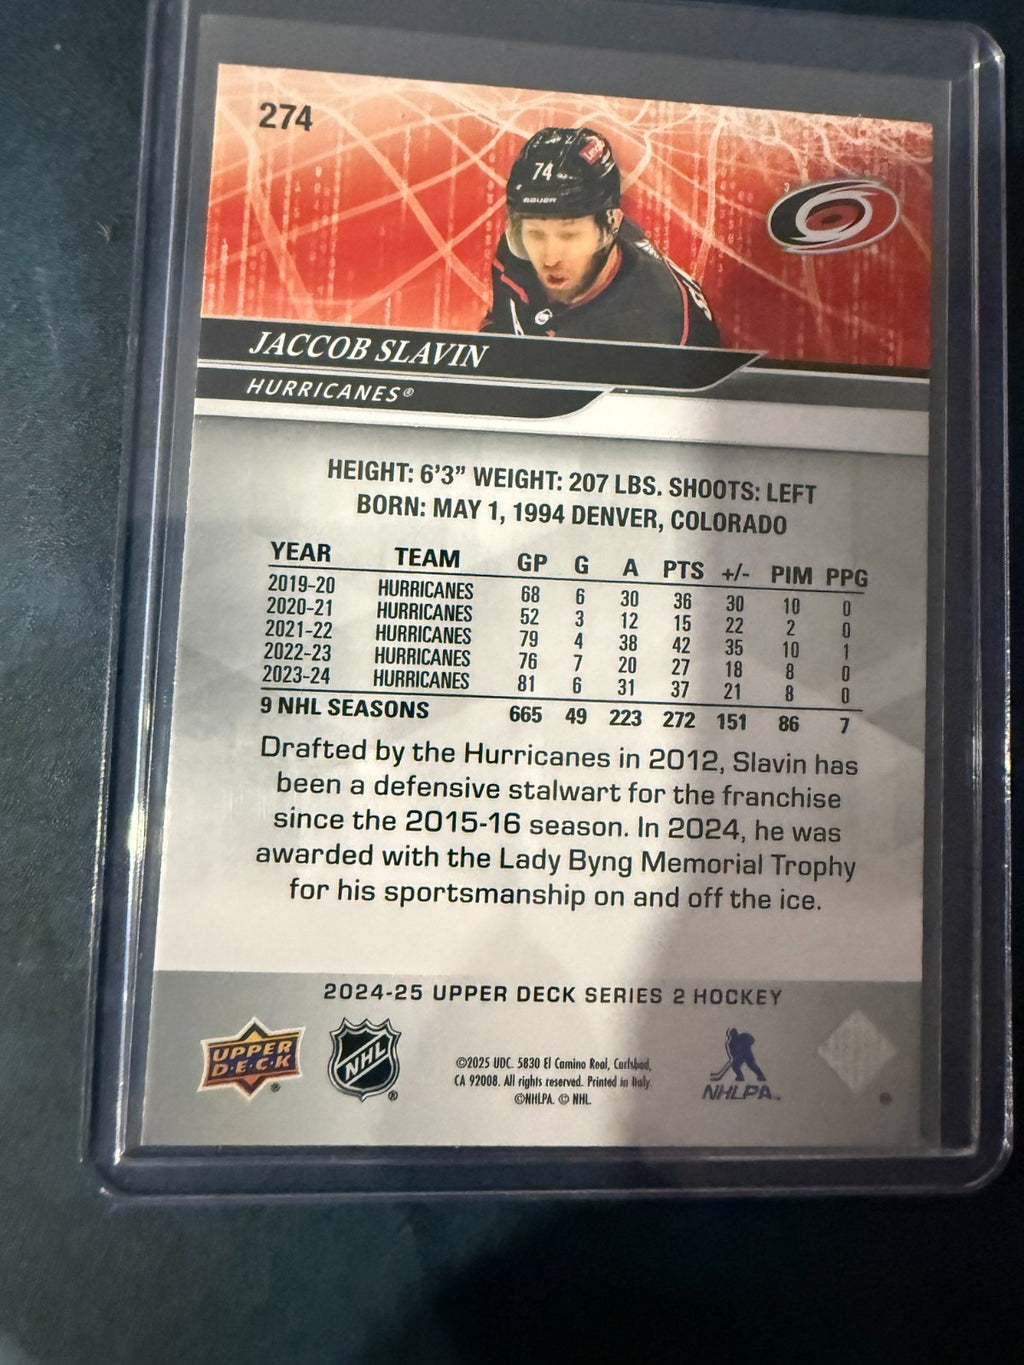 274
74
BAUER
JACCOB SLAVIN
HURRICANES®
HEIGHT: 6'3" WEIGHT: 207 LBS. SHOOTS: LEFT
BORN: MAY 1, 1994 DENVER, COLORADO
YEAR TEAM GP G A PTS +/- PIM PPG
2019-20 HURRICANES 68 6 30 36 30 10 0
2020-21 HURRICANES 52 3 12 15 22 2 0
2021-22 HURRICANES 79 4 38 42 35 10 1
2022-23 HURRICANES 76 7 20 27 18 8 0
2023-24 HURRICANES 81 6 31 37 21 8 0
9 NHL SEASONS 665 49 223 272 151 86 7
Drafted by the Hurricanes in 2012, Slavin has
been a defensive stalwart for the franchise
since the 2015-16 season. In 2024, he was
awarded with the Lady Byng Memorial Trophy
for his sportsmanship on and off the ice.
2024-25 UPPER DECK SERIES 2 HOCKEY
UPPER
D·E·C·K
®
NHL
®
©2025 UDC. 5830 El Camino Real, Carlsbad,
CA 92008. All rights reserved. Printed in Italy.
©NHLPA. © NHL.
NHLPA.